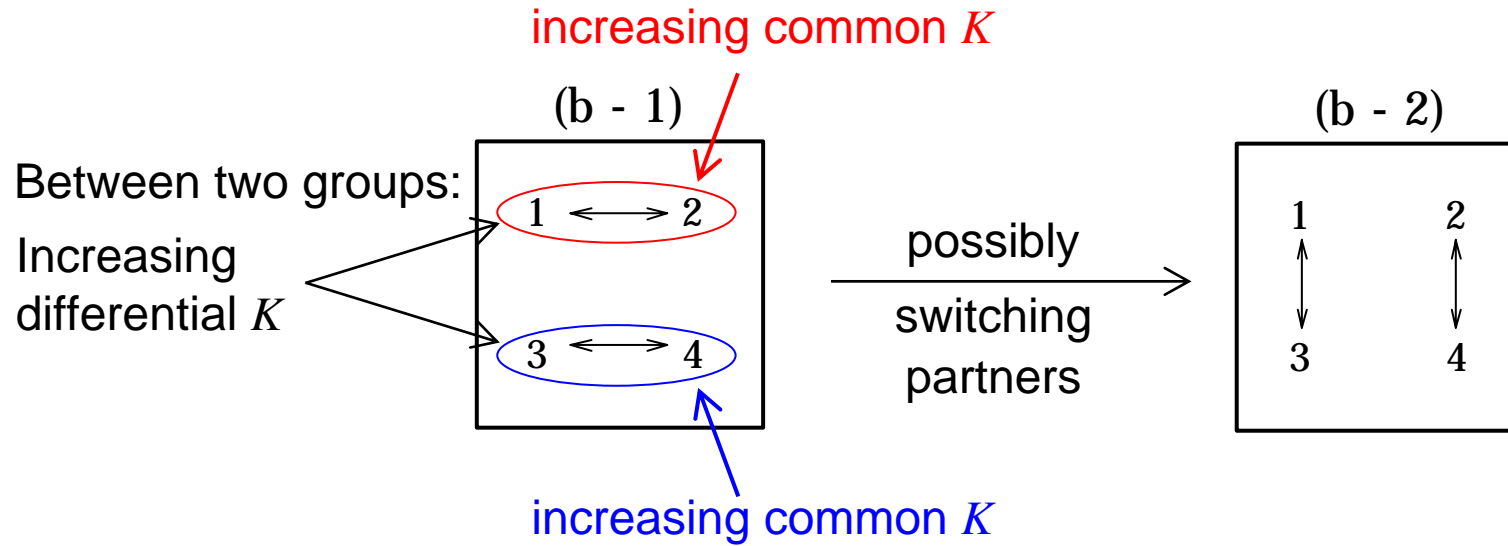 increasing common K
(b - 1)
(b - 2)
Between two groups:
Increasing
differential K
1 2
3 4
possibly
switching
partners
1 2
3 4
increasing common K